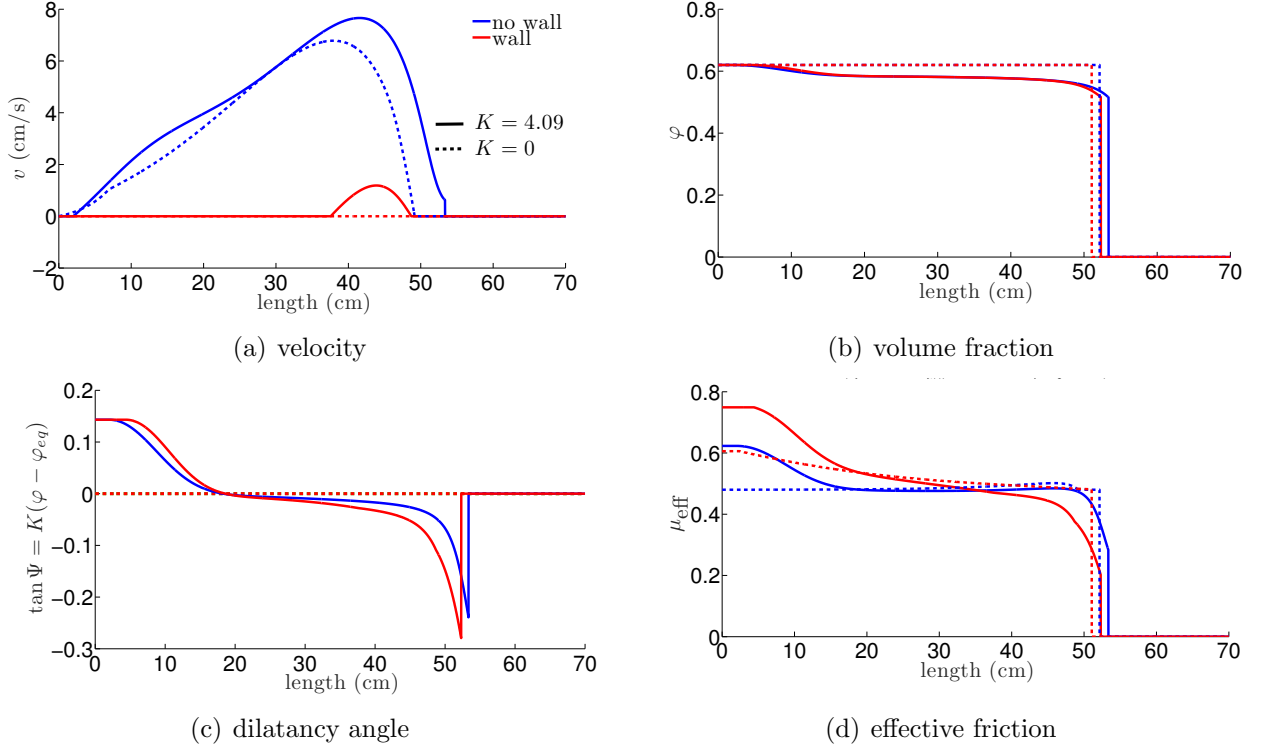 8
6
4
2
0
−2
v (cm/s)
no wall
wall
K = 4.09
K = 0
0 10 20 30 40 50 60 70
length (cm)
(a) velocity
0.8
0.6
0.4
0.2
0
φ
0 10 20 30 40 50 60 70
length (cm)
(b) volume fraction
0.2
0.1
0
−0.1
−0.2
−0.3
tan Ψ = K(φ − φeq)
0 10 20 30 40 50 60 70
length (cm)
(c) dilatancy angle
0.8
0.6
0.4
0.2
0
μeff
0 10 20 30 40 50 60 70
length (cm)
(d) effective friction